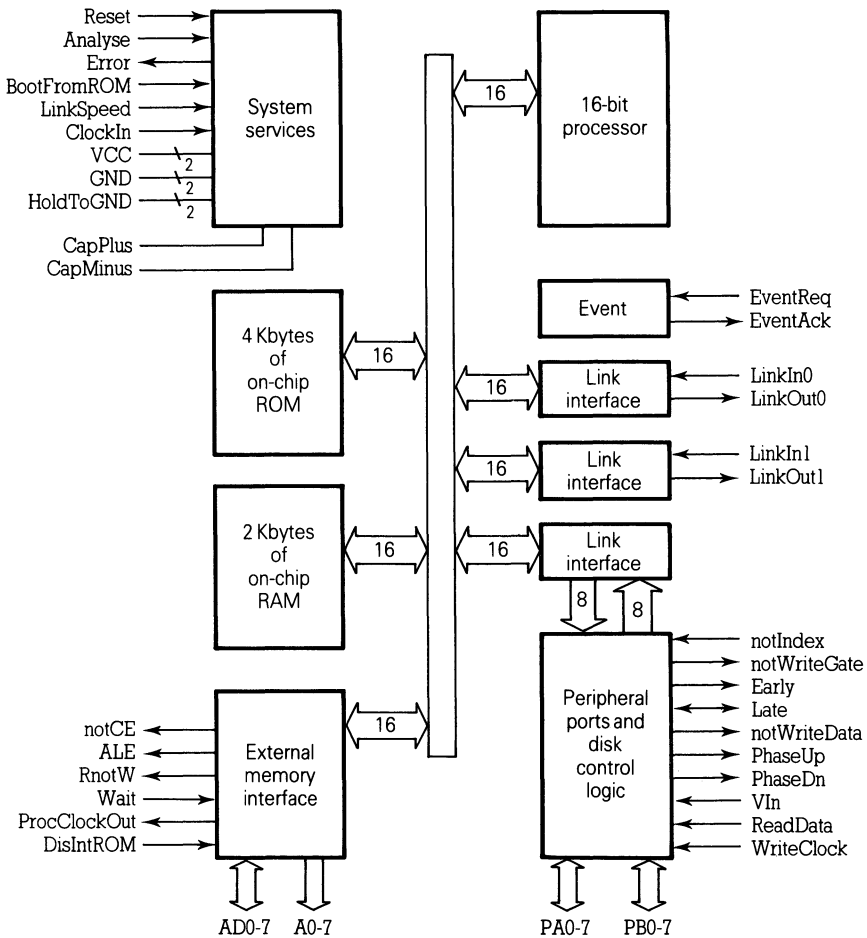 Reset
Analyse
Error
BootFromROM
LinkSpeed
ClockIn
VCC
2
GND
2
HoldToGND
2
CapPlus
CapMinus
System
services
16
16-bit
processor
Event
EventReq
EventAck
4 Kbytes
of
on-chip
ROM
16
16
Link
interface
LinkIn0
LinkOut0
16
Link
interface
LinkIn1
LinkOut1
2 Kbytes
of
on-chip
RAM
16
16
Link
interface
8
8
notCE
ALE
RnotW
Wait
ProcClockOut
DisIntROM
External
memory
interface
16
AD0-7
A0-7
Peripheral
ports and
disk
control
logic
notIndex
notWriteGate
Early
Late
notWriteData
PhaseUp
PhaseDn
VIn
ReadData
WriteClock
PA0-7
PB0-7